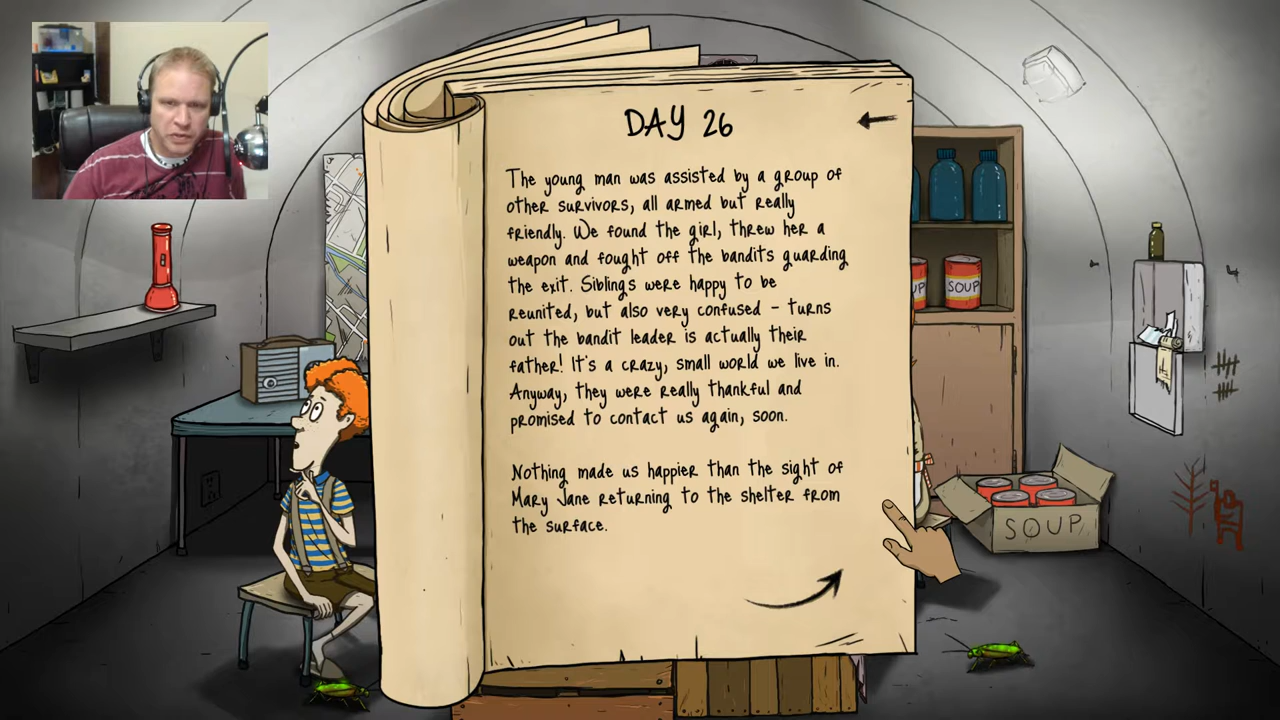 DAY 26
The young man was assisted by a group of
other survivors, all armed but really
friendly. We found the girl, threw her a
weapon and fought off the bandits guarding
the exit. Siblings were happy to be
reunited, but also very confused - turns
out the bandit leader is actually their
father! It's a crazy, small world we live in.
Anyway, they were really thankful and
promised to contact us again, soon.
Nothing made us happier than the sight of
Mary Jane returning to the shelter from
the surface.
UP
SOUP
SOUP